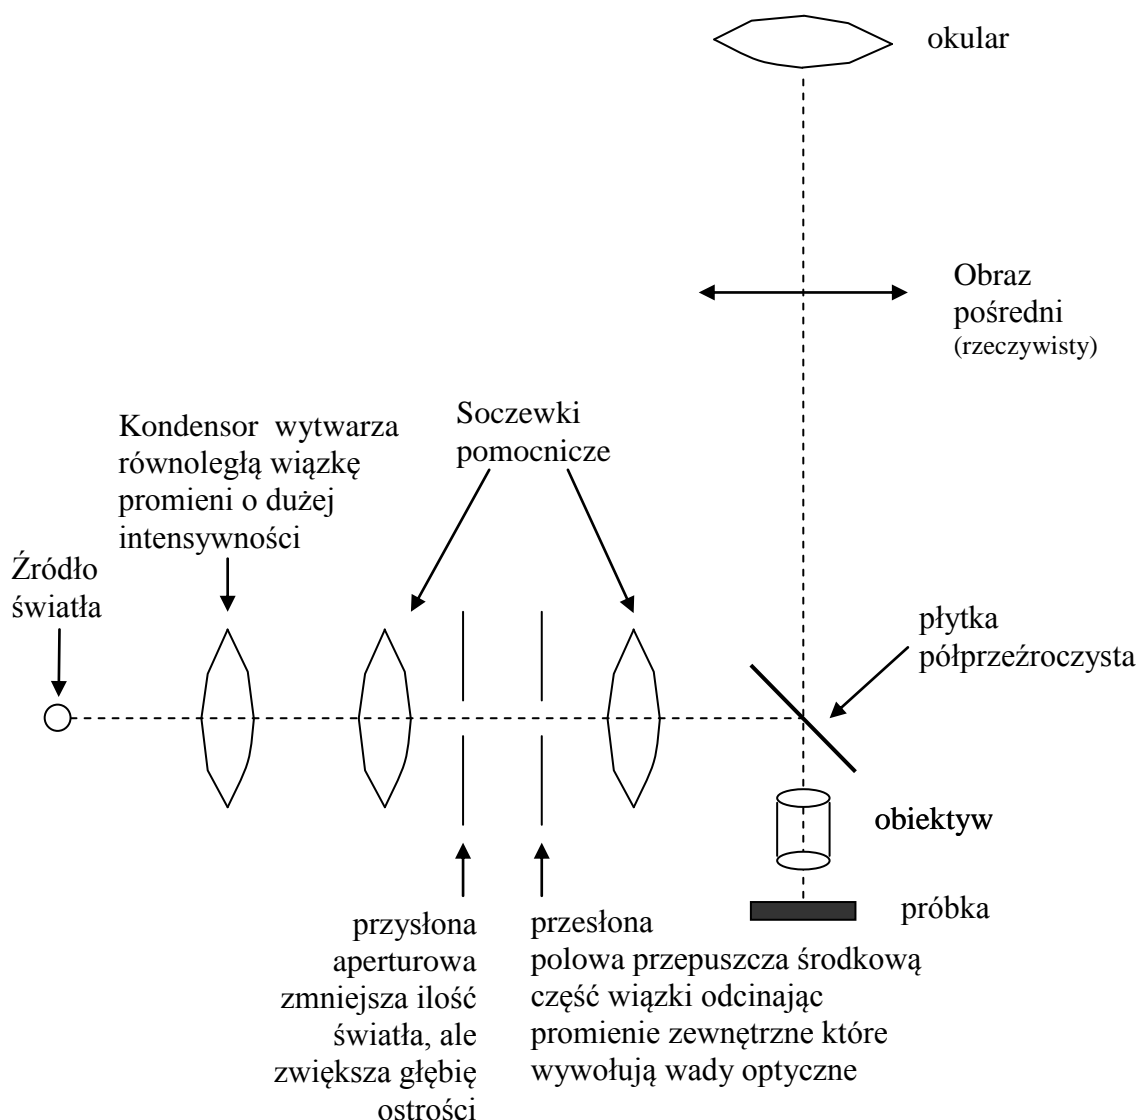 okular
Obraz
pośredni
(rzeczywisty)
Soczewki
pomocnicze
Kondensor wytwarza
równoległą wiązkę
promieni o dużej
intensywności
Źródło
światła
płytka
półprzeźroczysta
obiektyw
próbka
przysłona
aperturowa
zmniejsza ilość
światła, ale
zwiększa głębię
ostrości
przesłona
polowa przepuszcza środkową
część wiązki odcinając
promienie zewnętrzne które
wywołują wady optyczne